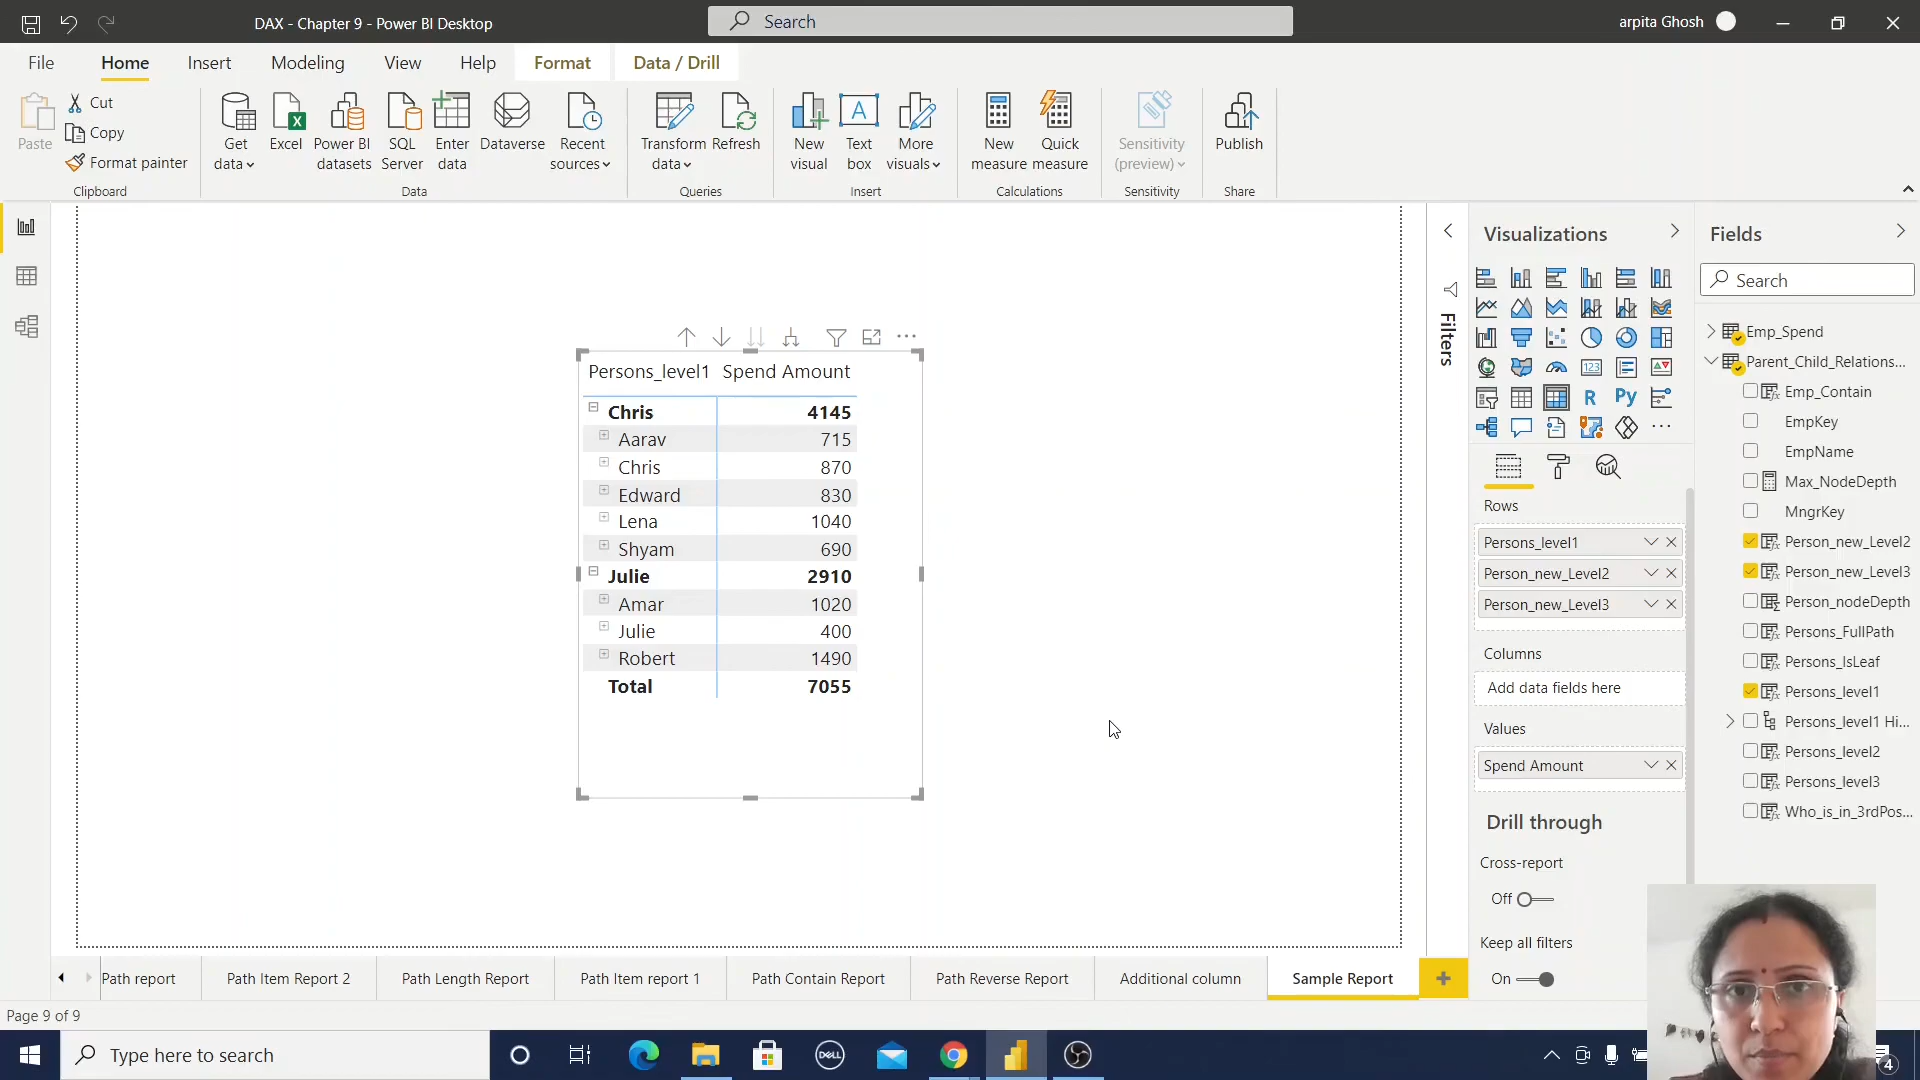 DAX - Chapter 9 - Power BI Desktop
Search
arpita Ghosh
File Home Insert Modeling View Help Format Data / Drill
Paste
Cut
Copy
Format painter
Clipboard
Get data
Excel
Power BI datasets
SQL Server
Enter data
Dataverse
Recent sources
Data
Transform data
Refresh
Queries
New visual
A
Text box
More visuals
Insert
New measure
Quick measure
Calculations
Sensitivity (preview)
Sensitivity
Publish
Share
Persons_level1 Spend Amount
Chris 4145
Aarav 715
Chris 870
Edward 830
Lena 1040
Shyam 690
Julie 2910
Amar 1020
Julie 400
Robert 1490
Total 7055
Filters
Visualizations
123
R
Py
Rows
Persons_level1
Person_new_Level2
Person_new_Level3
Columns
Add data fields here
Values
Spend Amount
Drill through
Cross-report
Off
Keep all filters
On
Fields
Search
Emp_Spend
Parent_Child_Relations...
Emp_Contain
EmpKey
EmpName
Max_NodeDepth
MngrKey
Person_new_Level2
Person_new_Level3
Person_nodeDepth
Persons_FullPath
Persons_IsLeaf
Persons_level1
Persons_level1 Hi...
Persons_level2
Persons_level3
Who_is_in_3rdPos...
Path report
Path Item Report 2
Path Length Report
Path Item report 1
Path Contain Report
Path Reverse Report
Additional column
Sample Report
Page 9 of 9
Type here to search
DELL
4